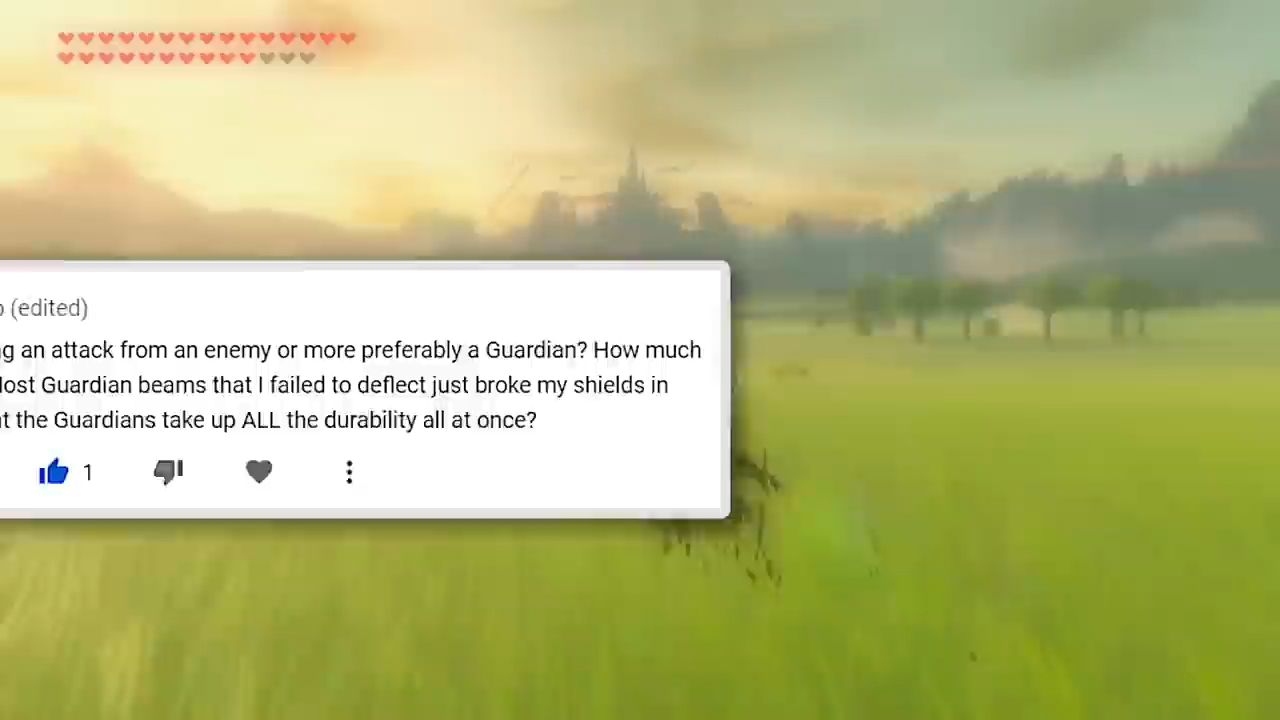 (edited)
an attack from an enemy or more preferably a Guardian? How much
Guardian beams that I failed to deflect just broke my shields in
the Guardians take up ALL the durability all at once?
1